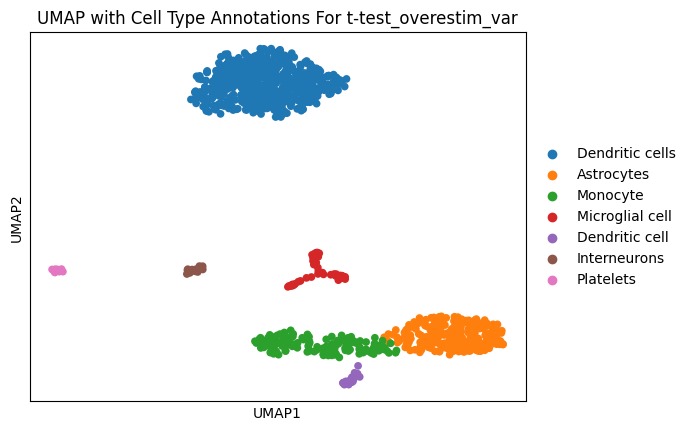 UMAP with Cell Type Annotations For t-test_overestim_var
UMAP2
UMAP1
Dendritic cells
Astrocytes
Monocyte
Microglial cell
Dendritic cell
Interneurons
Platelets